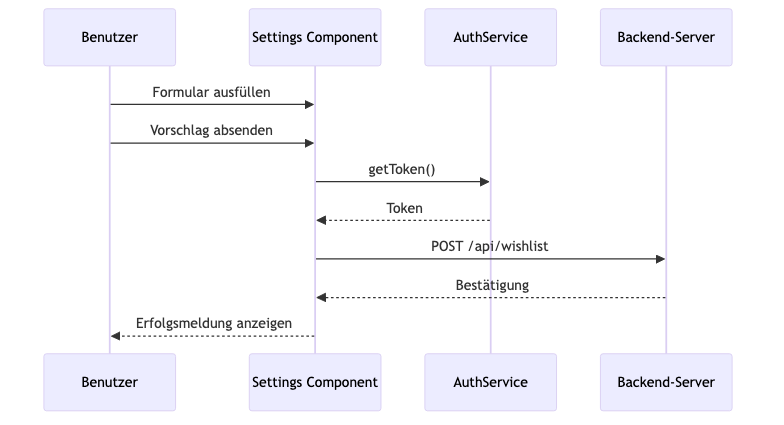 Benutzer
Settings Component
AuthService
Backend-Server
Formular ausfüllen
Vorschlag absenden
getToken()
Token
POST /api/wishlist
Bestätigung
Erfolgsmeldung anzeigen
Benutzer
Settings Component
AuthService
Backend-Server